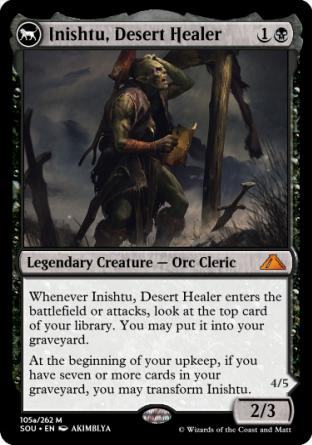 Inishtu, Desert Healer 1
Legendary Creature — Orc Cleric
Whenever Inishtu, Desert Healer enters the
battlefield or attacks, look at the top card
of your library. You may put it into your
graveyard.
At the beginning of your upkeep, if you
have seven or more cards in your
graveyard, you may transform Inishtu.
4/5
2/3
105a/262 M
SOU • EN AKIMBLYA
© Wizards of the Coast and Matt